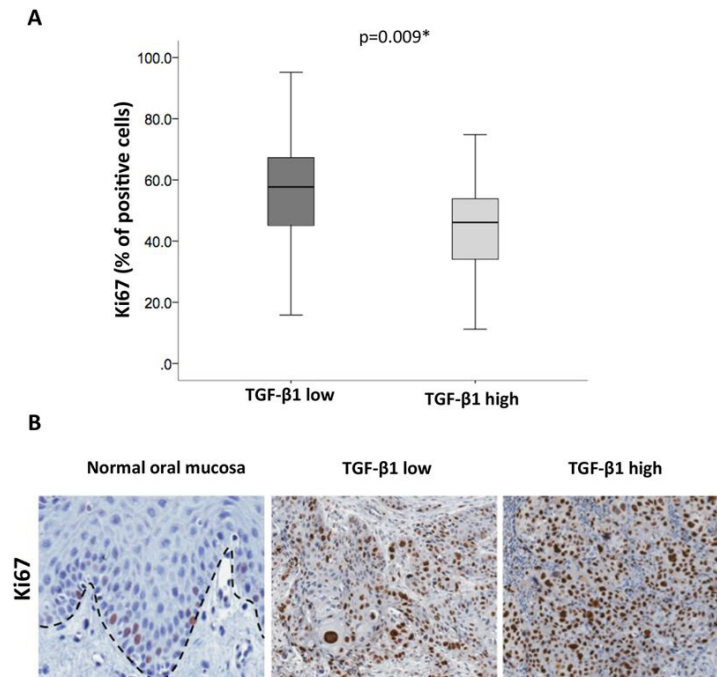 A
p=0.009*
Ki67 (% of positive cells)
100.0
80.0
60.0
40.0
20.0
.0
TGF-β1 low
TGF-β1 high
B
Normal oral mucosa
TGF-β1 low
TGF-β1 high
Ki67